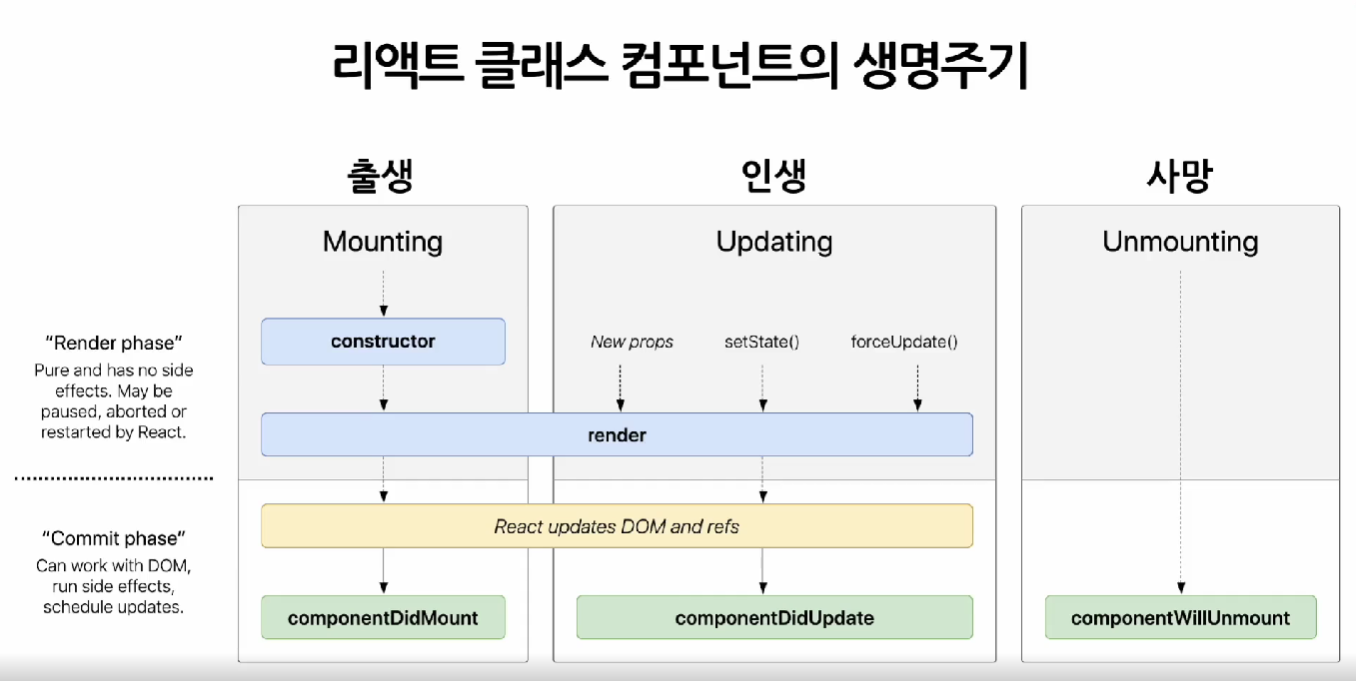 리액트 클래스 컴포넌트의 생명주기
출생
인생
사망
Mounting
Updating
Unmounting
“Render phase”
Pure and has no side
effects. May be
paused, aborted or
restarted by React.
constructor
New props
setState()
forceUpdate()
render
“Commit phase”
Can work with DOM,
run side effects,
schedule updates.
React updates DOM and refs
componentDidMount
componentDidUpdate
componentWillUnmount